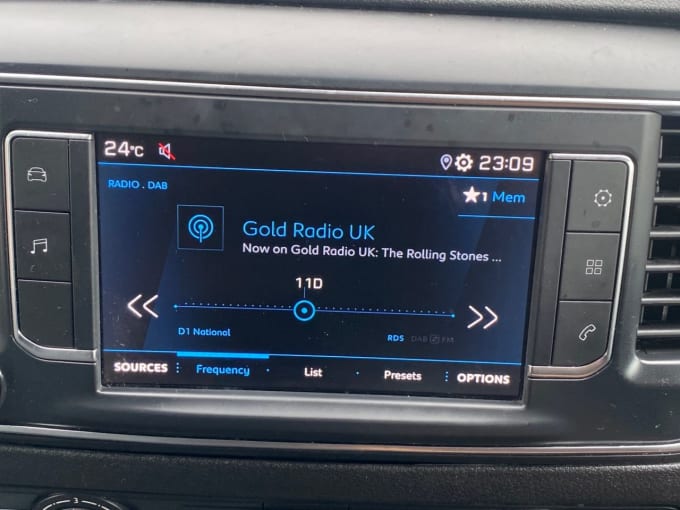 24°C 23:09
RADIO . DAB
1 Mem
Gold Radio UK
Now on Gold Radio UK: The Rolling Stones ...
11D
<< >>
D1 National
RDS DAB FM
SOURCES : Frequency · List · Presets : OPTIONS
3